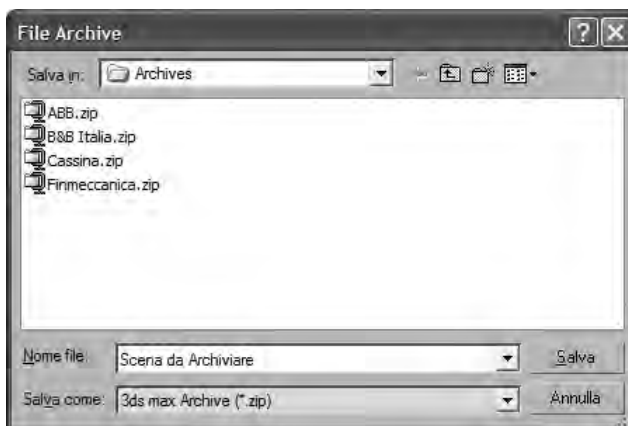 File Archive
Salva in: Archives
ABB.zip
B&B Italia.zip
Cassina.zip
Finmeccanica.zip
Nome file: Scena da Archiviare Salva
Salva come: 3ds max Archive (*.zip) Annulla